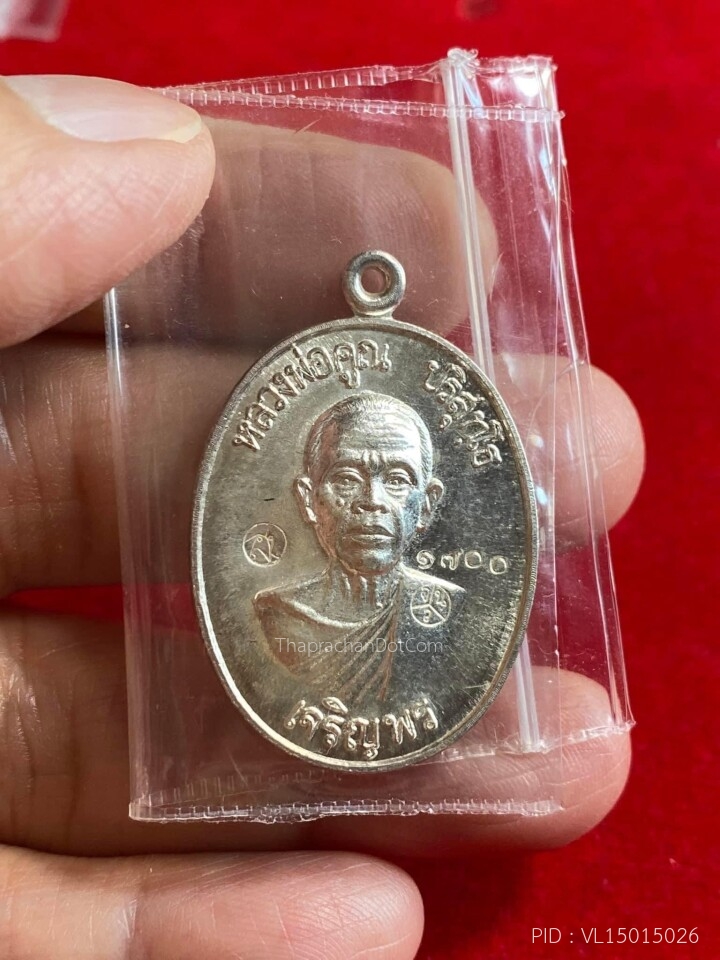 หลวงพ่อคูณ ปริสุทฺโธ
๑๗๐๐
ThaprachanDotCom
เจริญพร
PID : VL15015026